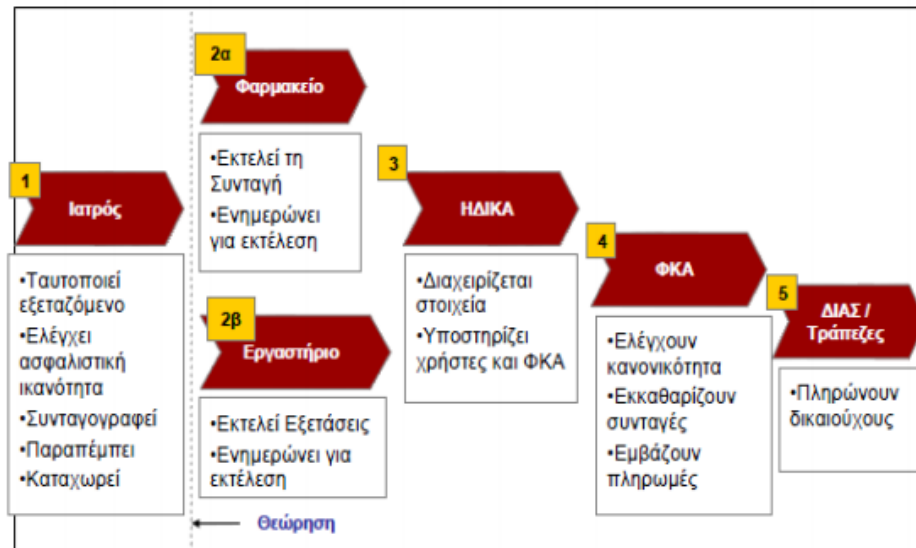 1
Ιατρός
•Ταυτοποιεί
εξεταζόμενο
•Ελέγχει
ασφαλιστική
ικανότητα
•Συνταγογραφεί
•Παραπέμπει
•Καταχωρεί
2α
Φαρμακείο
•Εκτελεί τη
Συνταγή
•Ενημερώνει
για εκτέλεση
2β
Εργαστήριο
•Εκτελεί Εξετάσεις
•Ενημερώνει για
εκτέλεση
Θεώρηση
3
ΗΔΙΚΑ
•Διαχειρίζεται
στοιχεία
•Υποστηρίζει
χρήστες και ΦΚΑ
4
ΦΚΑ
•Ελέγχουν
κανονικότητα
•Εκκαθαρίζουν
συνταγές
•Εμβάζουν
πληρωμές
5
ΔΙΑΣ /
Τράπεζες
•Πληρώνουν
δικαιούχους